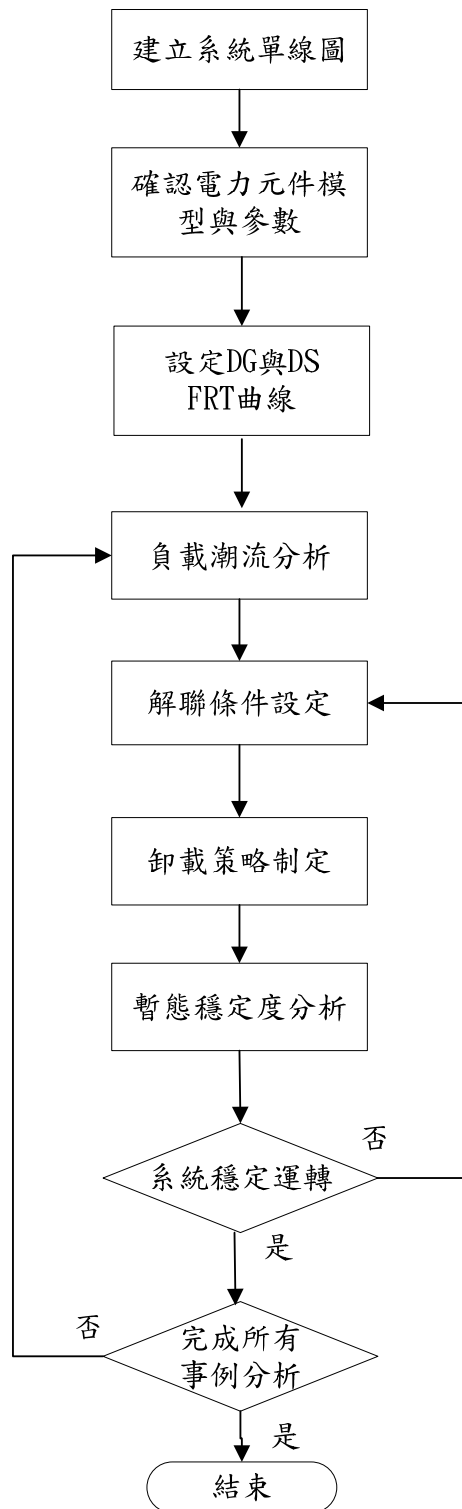 建立系統單線圖
確認電力元件模
型與參數
設定DG與DS
FRT曲線
負載潮流分析
解聯條件設定
卸載策略制定
暫態穩定度分析
否
系統穩定運轉
是
否
完成所有
事例分析
是
結束